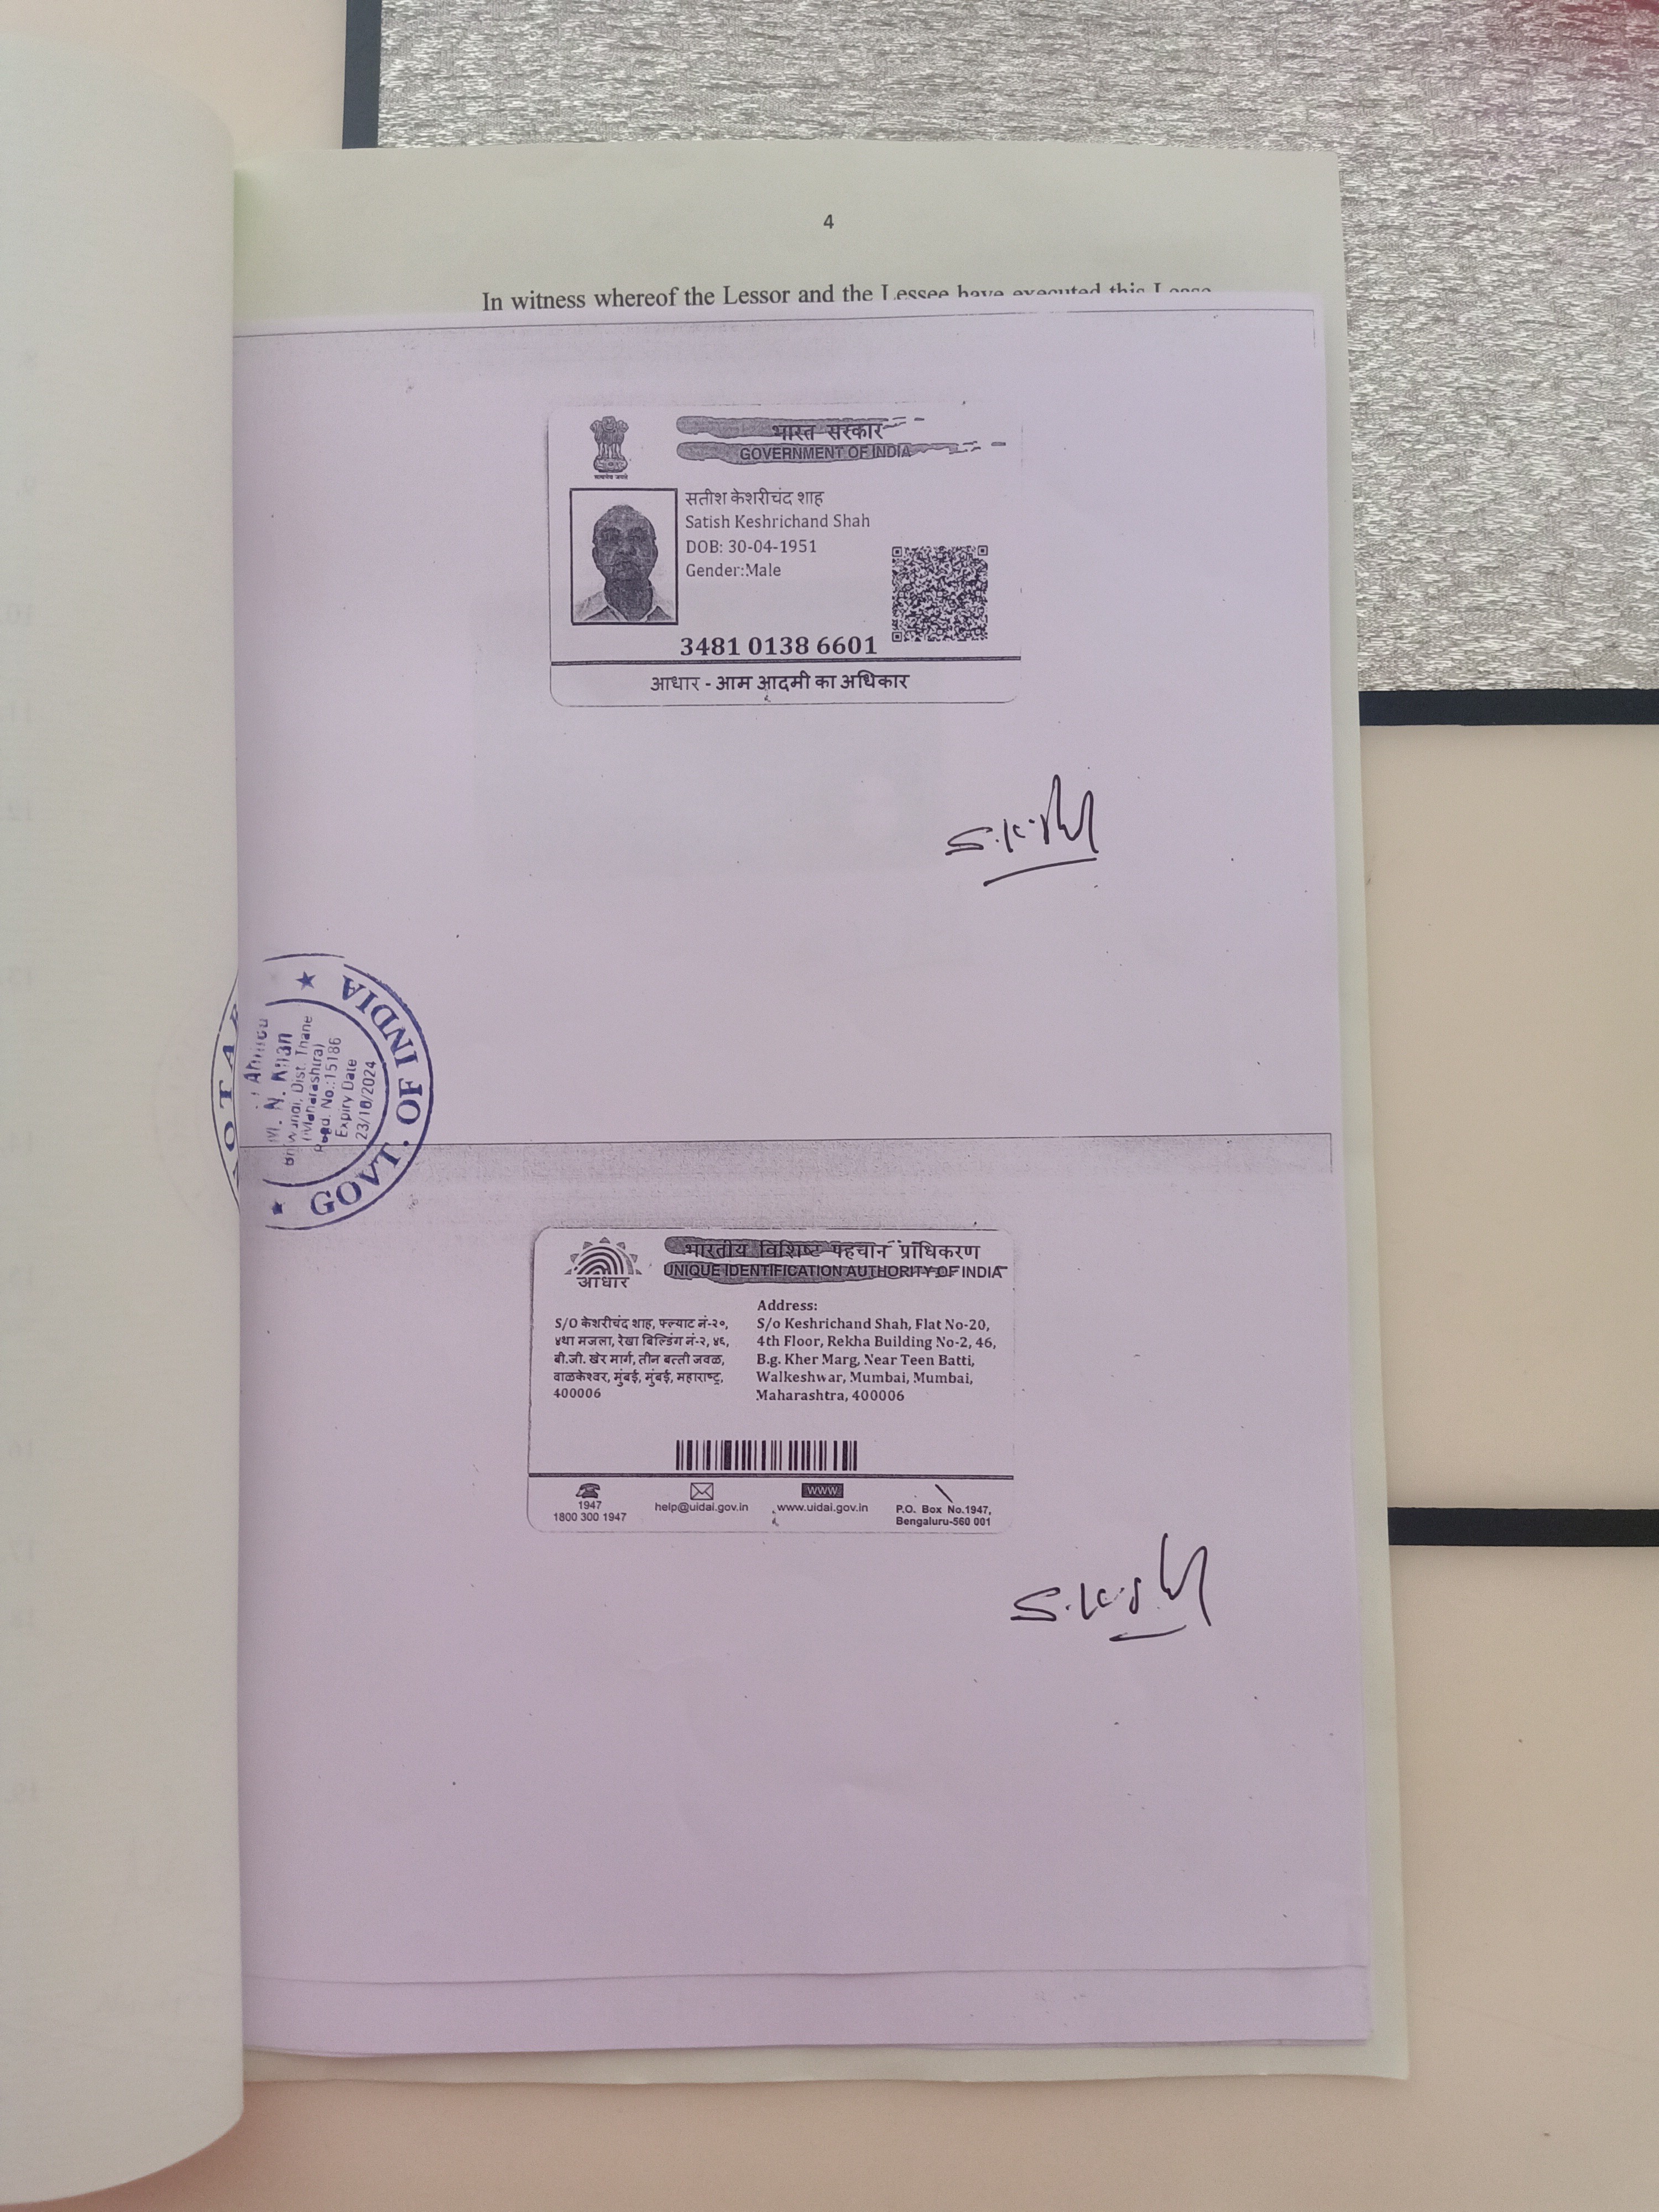 4
In witness whereof the Lessor and the Lessee have executed this Lease
भारत सरकार
GOVERNMENT OF INDIA
सत्यमेव जयते
सतीश केशरीचंद शाह
Satish Keshrichand Shah
DOB: 30-04-1951
Gender:Male
3481 0138 6601
आधार - आम आदमी का अधिकार
GOVT. OF INDIA
M. N. Khan
Dist. Thane
(Maharashtra)
Regd. No.:15186
Expiry Date
23/10/2024
भारतीय विशिष्ट पहचान प्राधिकरण
UNIQUE IDENTIFICATION AUTHORITY OF INDIA
आधार
S/O केशरीचंद शाह, फ्ल्याट नं-२०,
४था मजला, रेखा बिल्डिंग नं-२, ४६,
बी.जी. खेर मार्ग, तीन बत्ती जवळ,
वाळकेश्वर, मुंबई, मुंबई, महाराष्ट्र,
400006
Address:
S/o Keshrichand Shah, Flat No-20,
4th Floor, Rekha Building No-2, 46,
B.g. Kher Marg, Near Teen Batti,
Walkeshwar, Mumbai, Mumbai,
Maharashtra, 400006
1947
1800 300 1947
help@uidai.gov.in
www
www.uidai.gov.in
P.O. Box No.1947,
Bengaluru-560 001